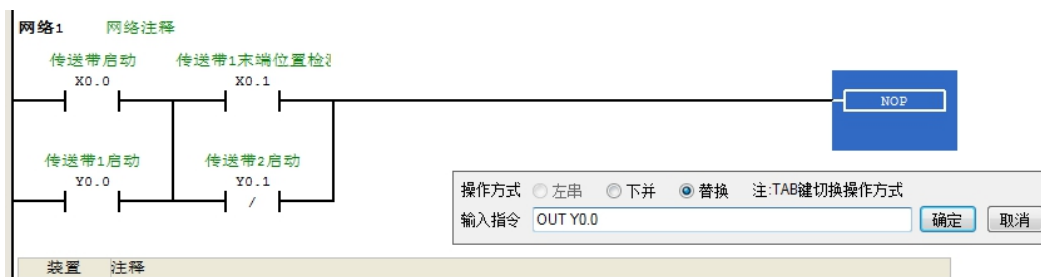 网络1 网络注释
传送带启动 传送带1末端位置检测
X0.0 X0.1
NOP
传送带1启动 传送带2启动
Y0.0 Y0.1
/
操作方式 左串 下并 替换 注:TAB键切换操作方式
输入指令 OUT Y0.0 确定 取消
装置 注释